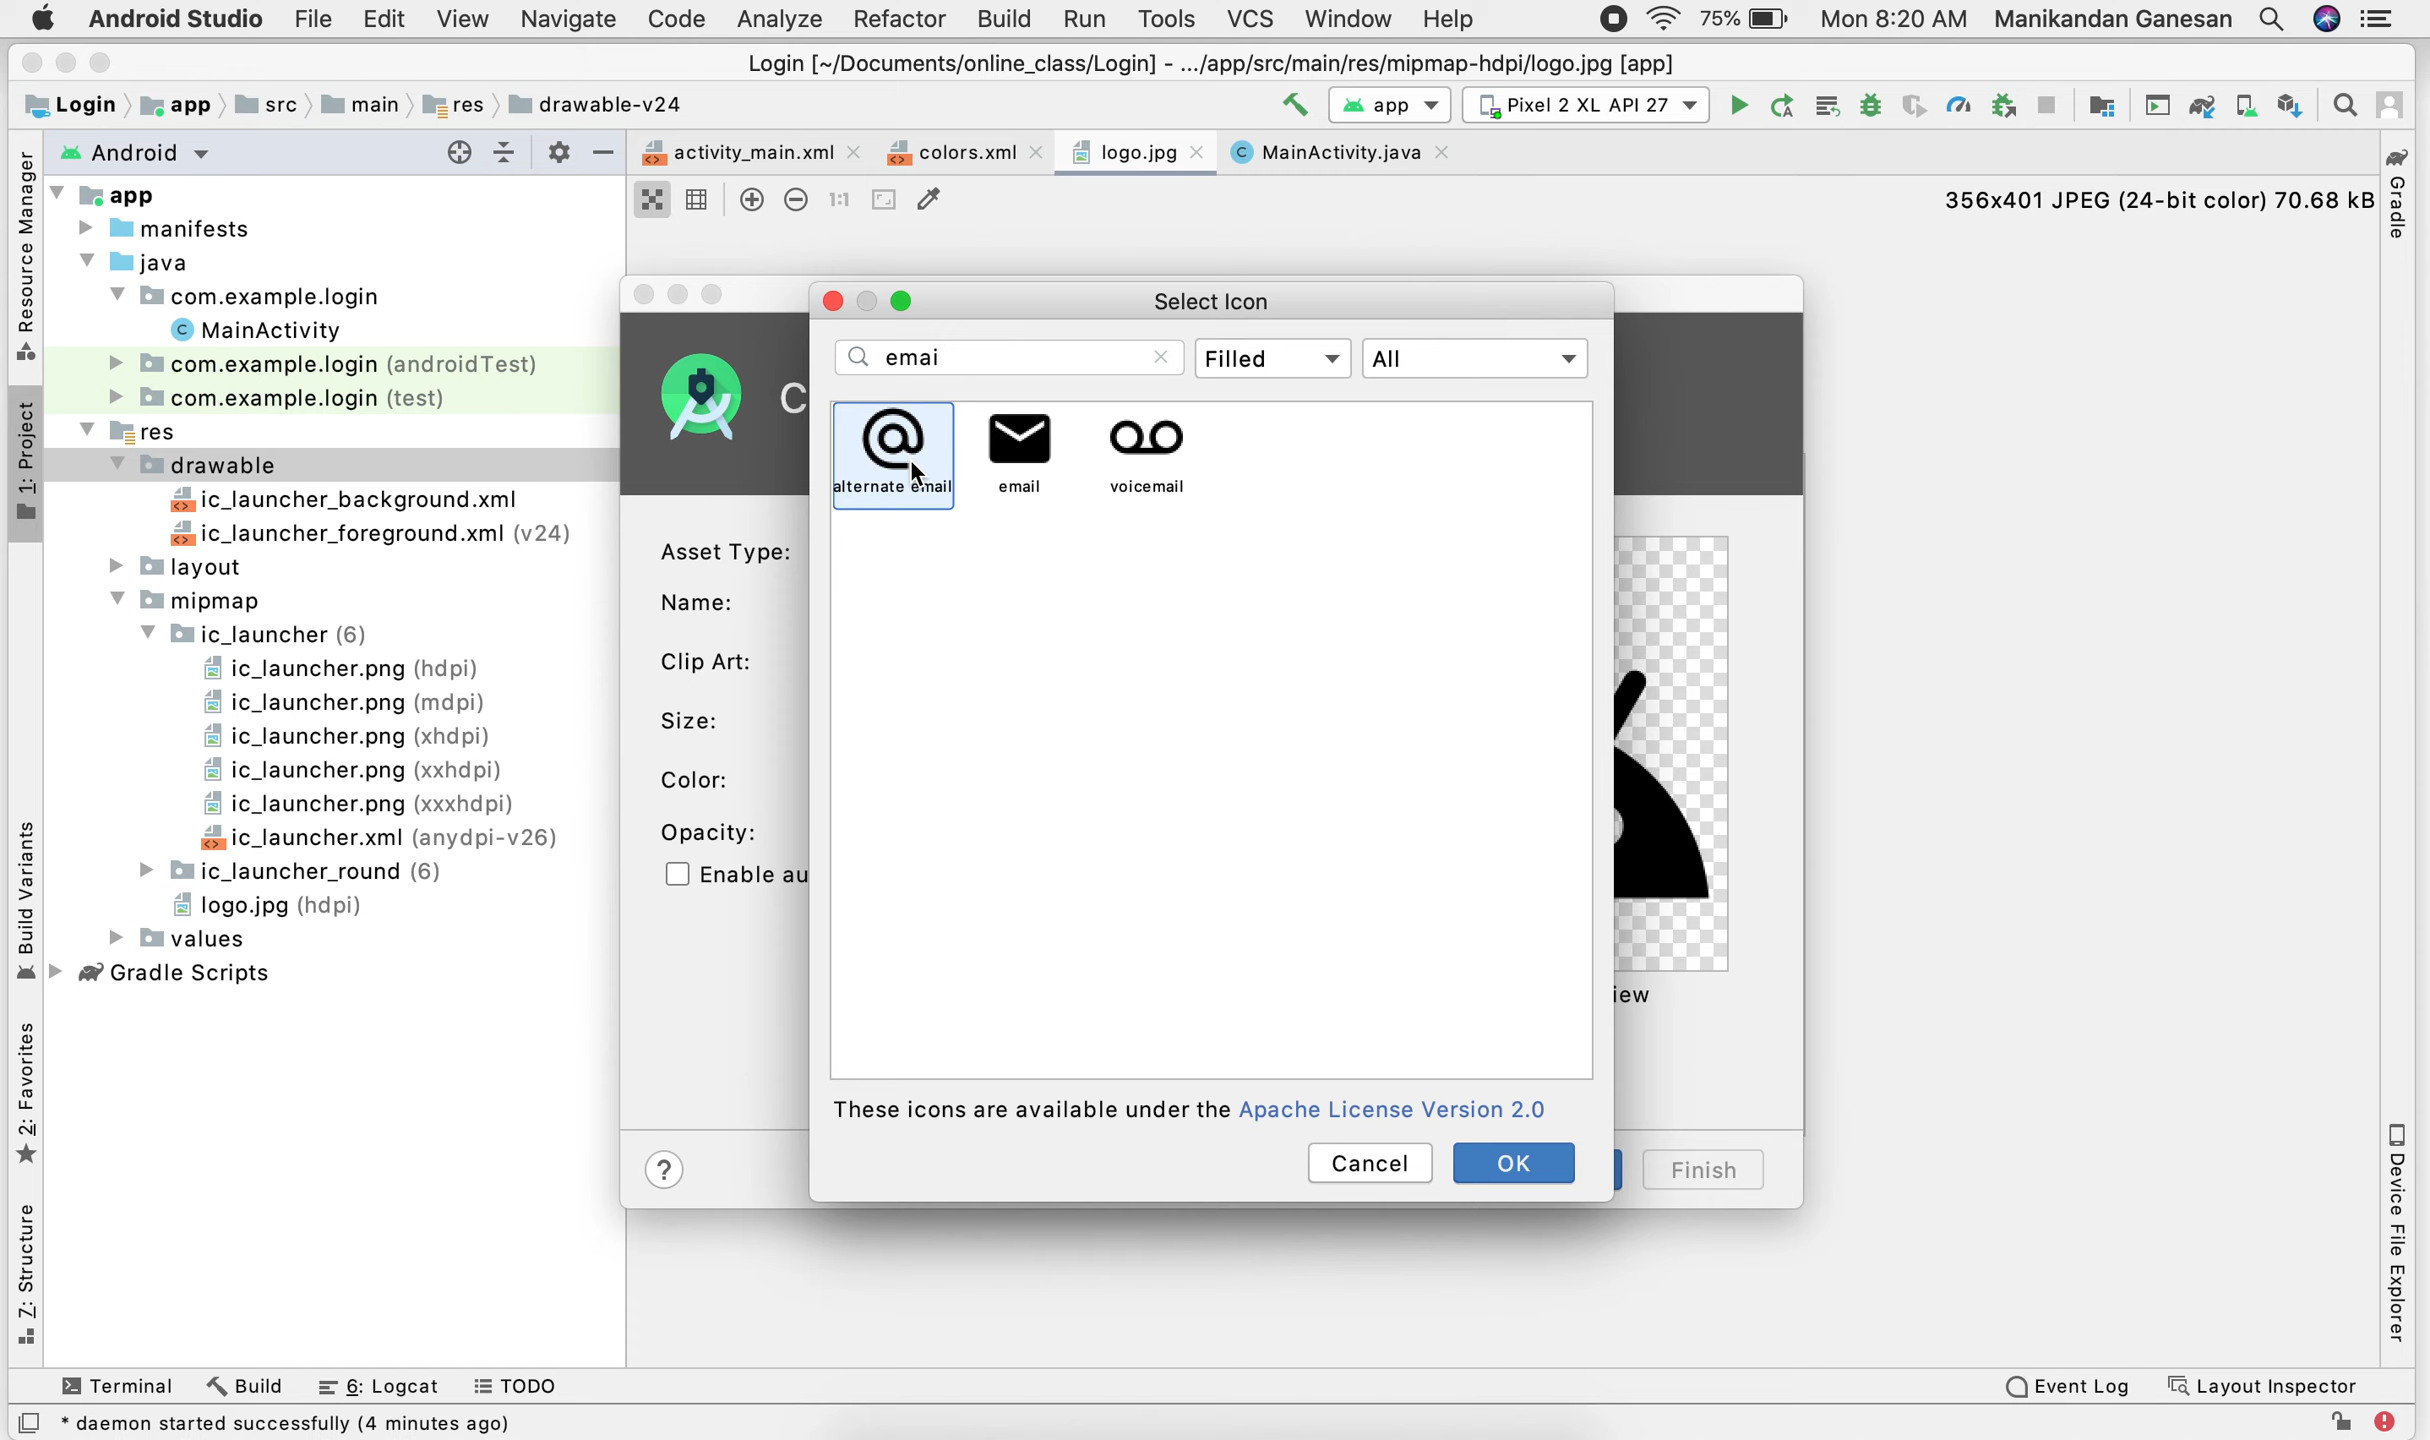 Android Studio File Edit View Navigate Code Analyze Refactor Build Run Tools VCS Window Help 75% Mon 8:20 AM Manikandan Ganesan
Login [~/Documents/online_class/Login] - .../app/src/main/res/mipmap-hdpi/logo.jpg [app]
Login app src main res drawable-v24 app Pixel 2 XL API 27
Android activity_main.xml colors.xml logo.jpg MainActivity.java
1:1 356x401 JPEG (24-bit color) 70.68 kB
Resource Manager
1: Project
Build Variants
2: Favorites
Z: Structure
app
manifests
java
com.example.login
MainActivity
com.example.login (androidTest)
com.example.login (test)
res
drawable
ic_launcher_background.xml
ic_launcher_foreground.xml (v24)
layout
mipmap
ic_launcher (6)
ic_launcher.png (hdpi)
ic_launcher.png (mdpi)
ic_launcher.png (xhdpi)
ic_launcher.png (xxhdpi)
ic_launcher.png (xxxhdpi)
ic_launcher.xml (anydpi-v26)
ic_launcher_round (6)
logo.jpg (hdpi)
values
Gradle Scripts
C
Asset Type:
Name:
Clip Art:
Size:
Color:
Opacity:
Enable au
iew
? Finish
Select Icon
emai Filled All
alternate email email voicemail
These icons are available under the Apache License Version 2.0
Cancel OK
Gradle
Device File Explorer
Terminal Build 6: Logcat TODO Event Log Layout Inspector
* daemon started successfully (4 minutes ago)